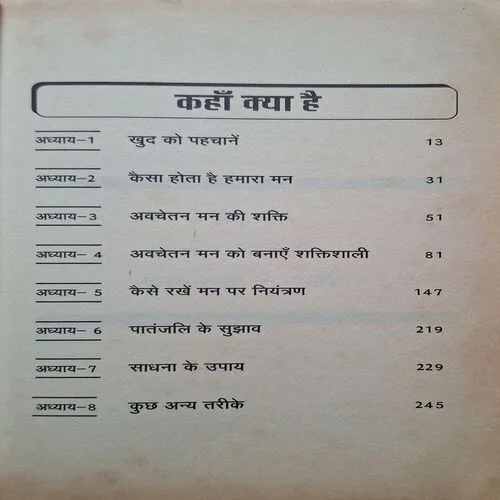 कहाँ क्या है
अध्याय-1 खुद को पहचानें 13
अध्याय-2 कैसा होता है हमारा मन 31
अध्याय-3 अवचेतन मन की शक्ति 51
अध्याय- 4 अवचेतन मन को बनाएँ शक्तिशाली 81
अध्याय- 5 कैसे रखें मन पर नियंत्रण 147
अध्याय- 6 पातंजलि के सुझाव 219
अध्याय-7 साधना के उपाय 229
अध्याय-8 कुछ अन्य तरीके 245